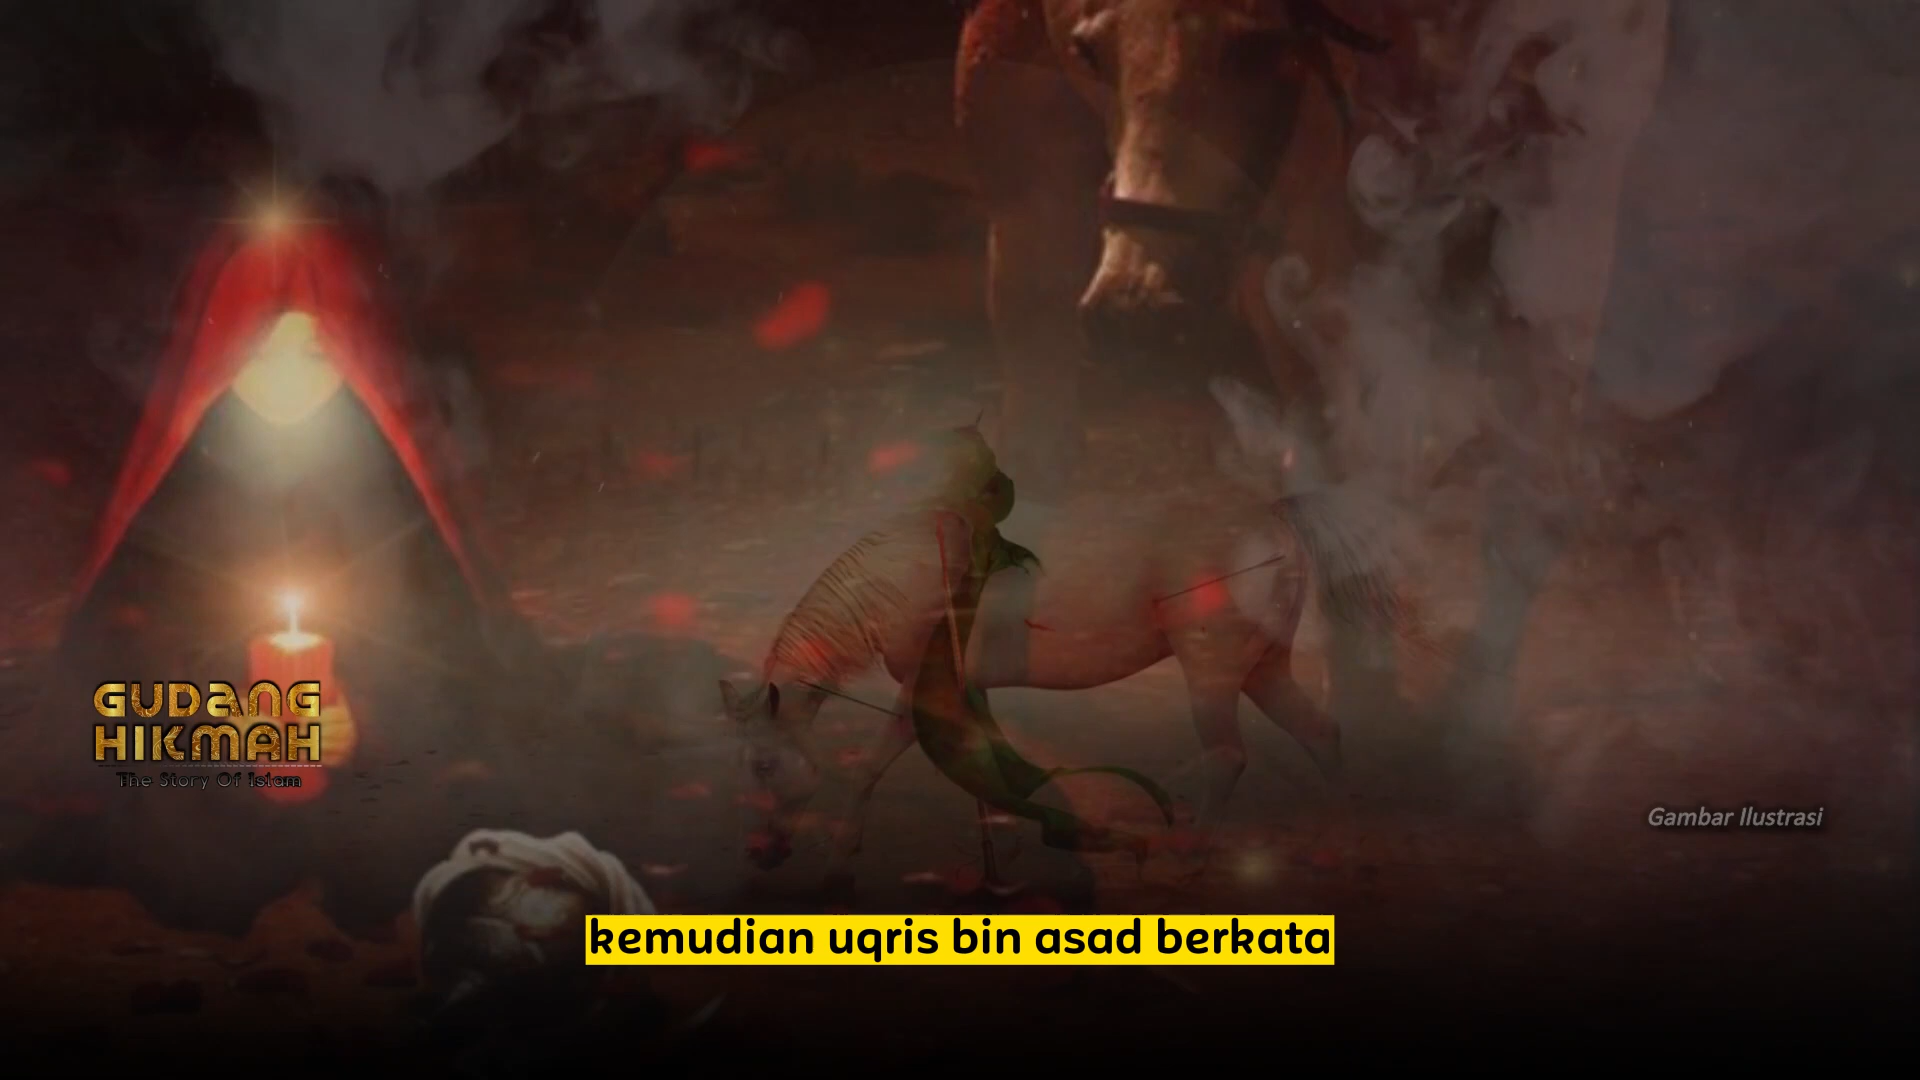 GUDANG
HIKMAH
The Story Of Islam
Gambar Ilustrasi
kemudian uqris bin asad berkata